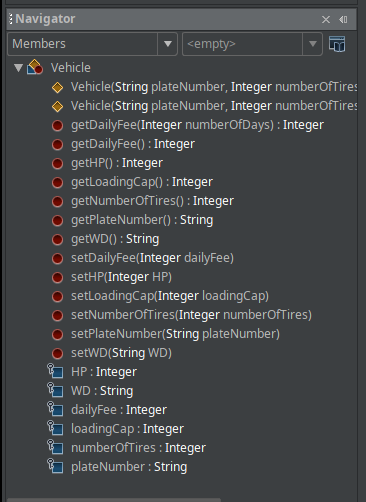 Navigator
Members
<empty>
Vehicle
Vehicle(String plateNumber, Integer numberOfTires
Vehicle(String plateNumber, Integer numberOfTires
getDailyFee(Integer numberOfDays) : Integer
getDailyFee() : Integer
getHP() : Integer
getLoadingCap() : Integer
getNumberOfTires() : Integer
getPlateNumber() : String
getWD() : String
setDailyFee(Integer dailyFee)
setHP(Integer HP)
setLoadingCap(Integer loadingCap)
setNumberOfTires(Integer numberOfTires)
setPlateNumber(String plateNumber)
setWD(String WD)
HP : Integer
WD : String
dailyFee : Integer
loadingCap : Integer
numberOfTires : Integer
plateNumber : String